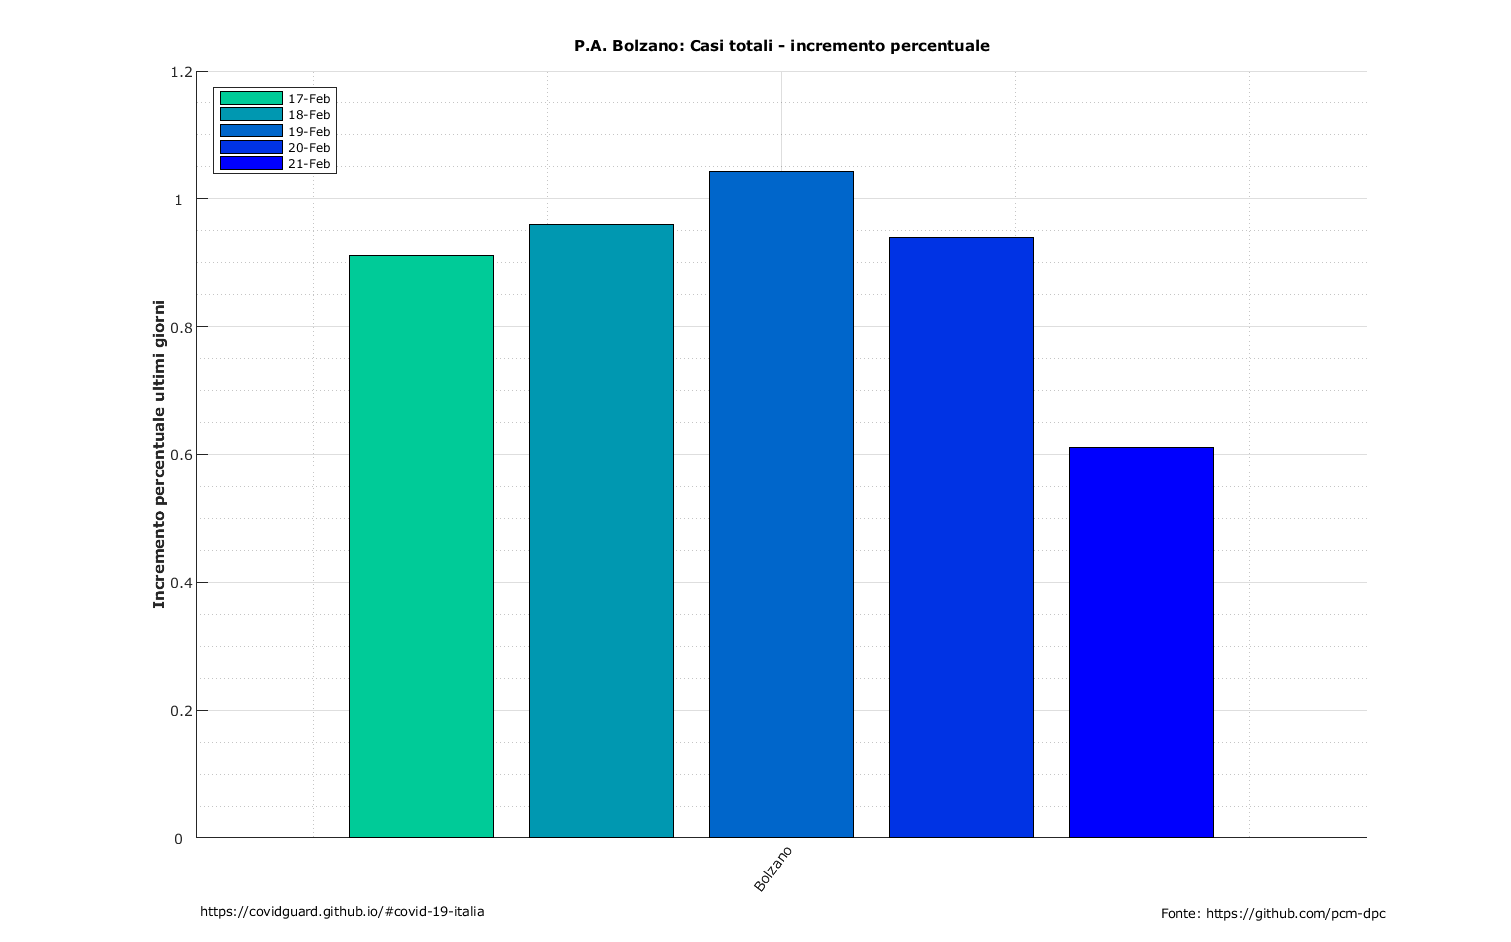 P.A. Bolzano: Casi totali - incremento percentuale
1.2
1
0.8
0.6
0.4
0.2
0
Incremento percentuale ultimi giorni
17-Feb
18-Feb
19-Feb
20-Feb
21-Feb
Bolzano
https://covidguard.github.io/#covid-19-italia
Fonte: https://github.com/pcm-dpc